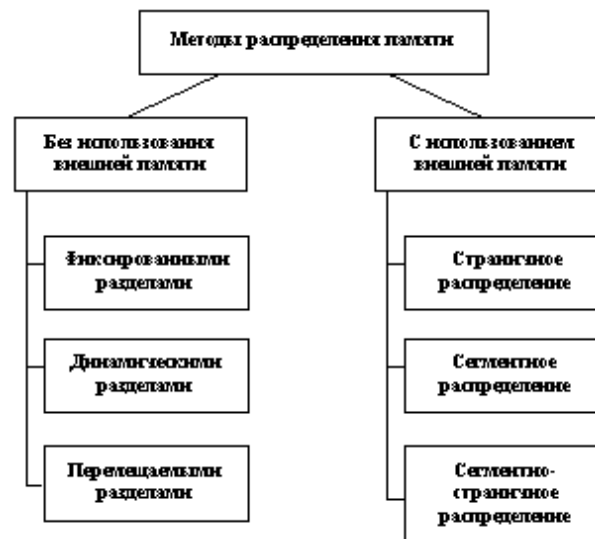 Методы распределения памяти
Без использования
внешней памяти
Фиксированными
разделами
Динамическими
разделами
Перемещаемыми
разделами
С использованием
внешней памяти
Страничное
распределение
Сегментное
распределение
Сегментно-
страничное
распределение